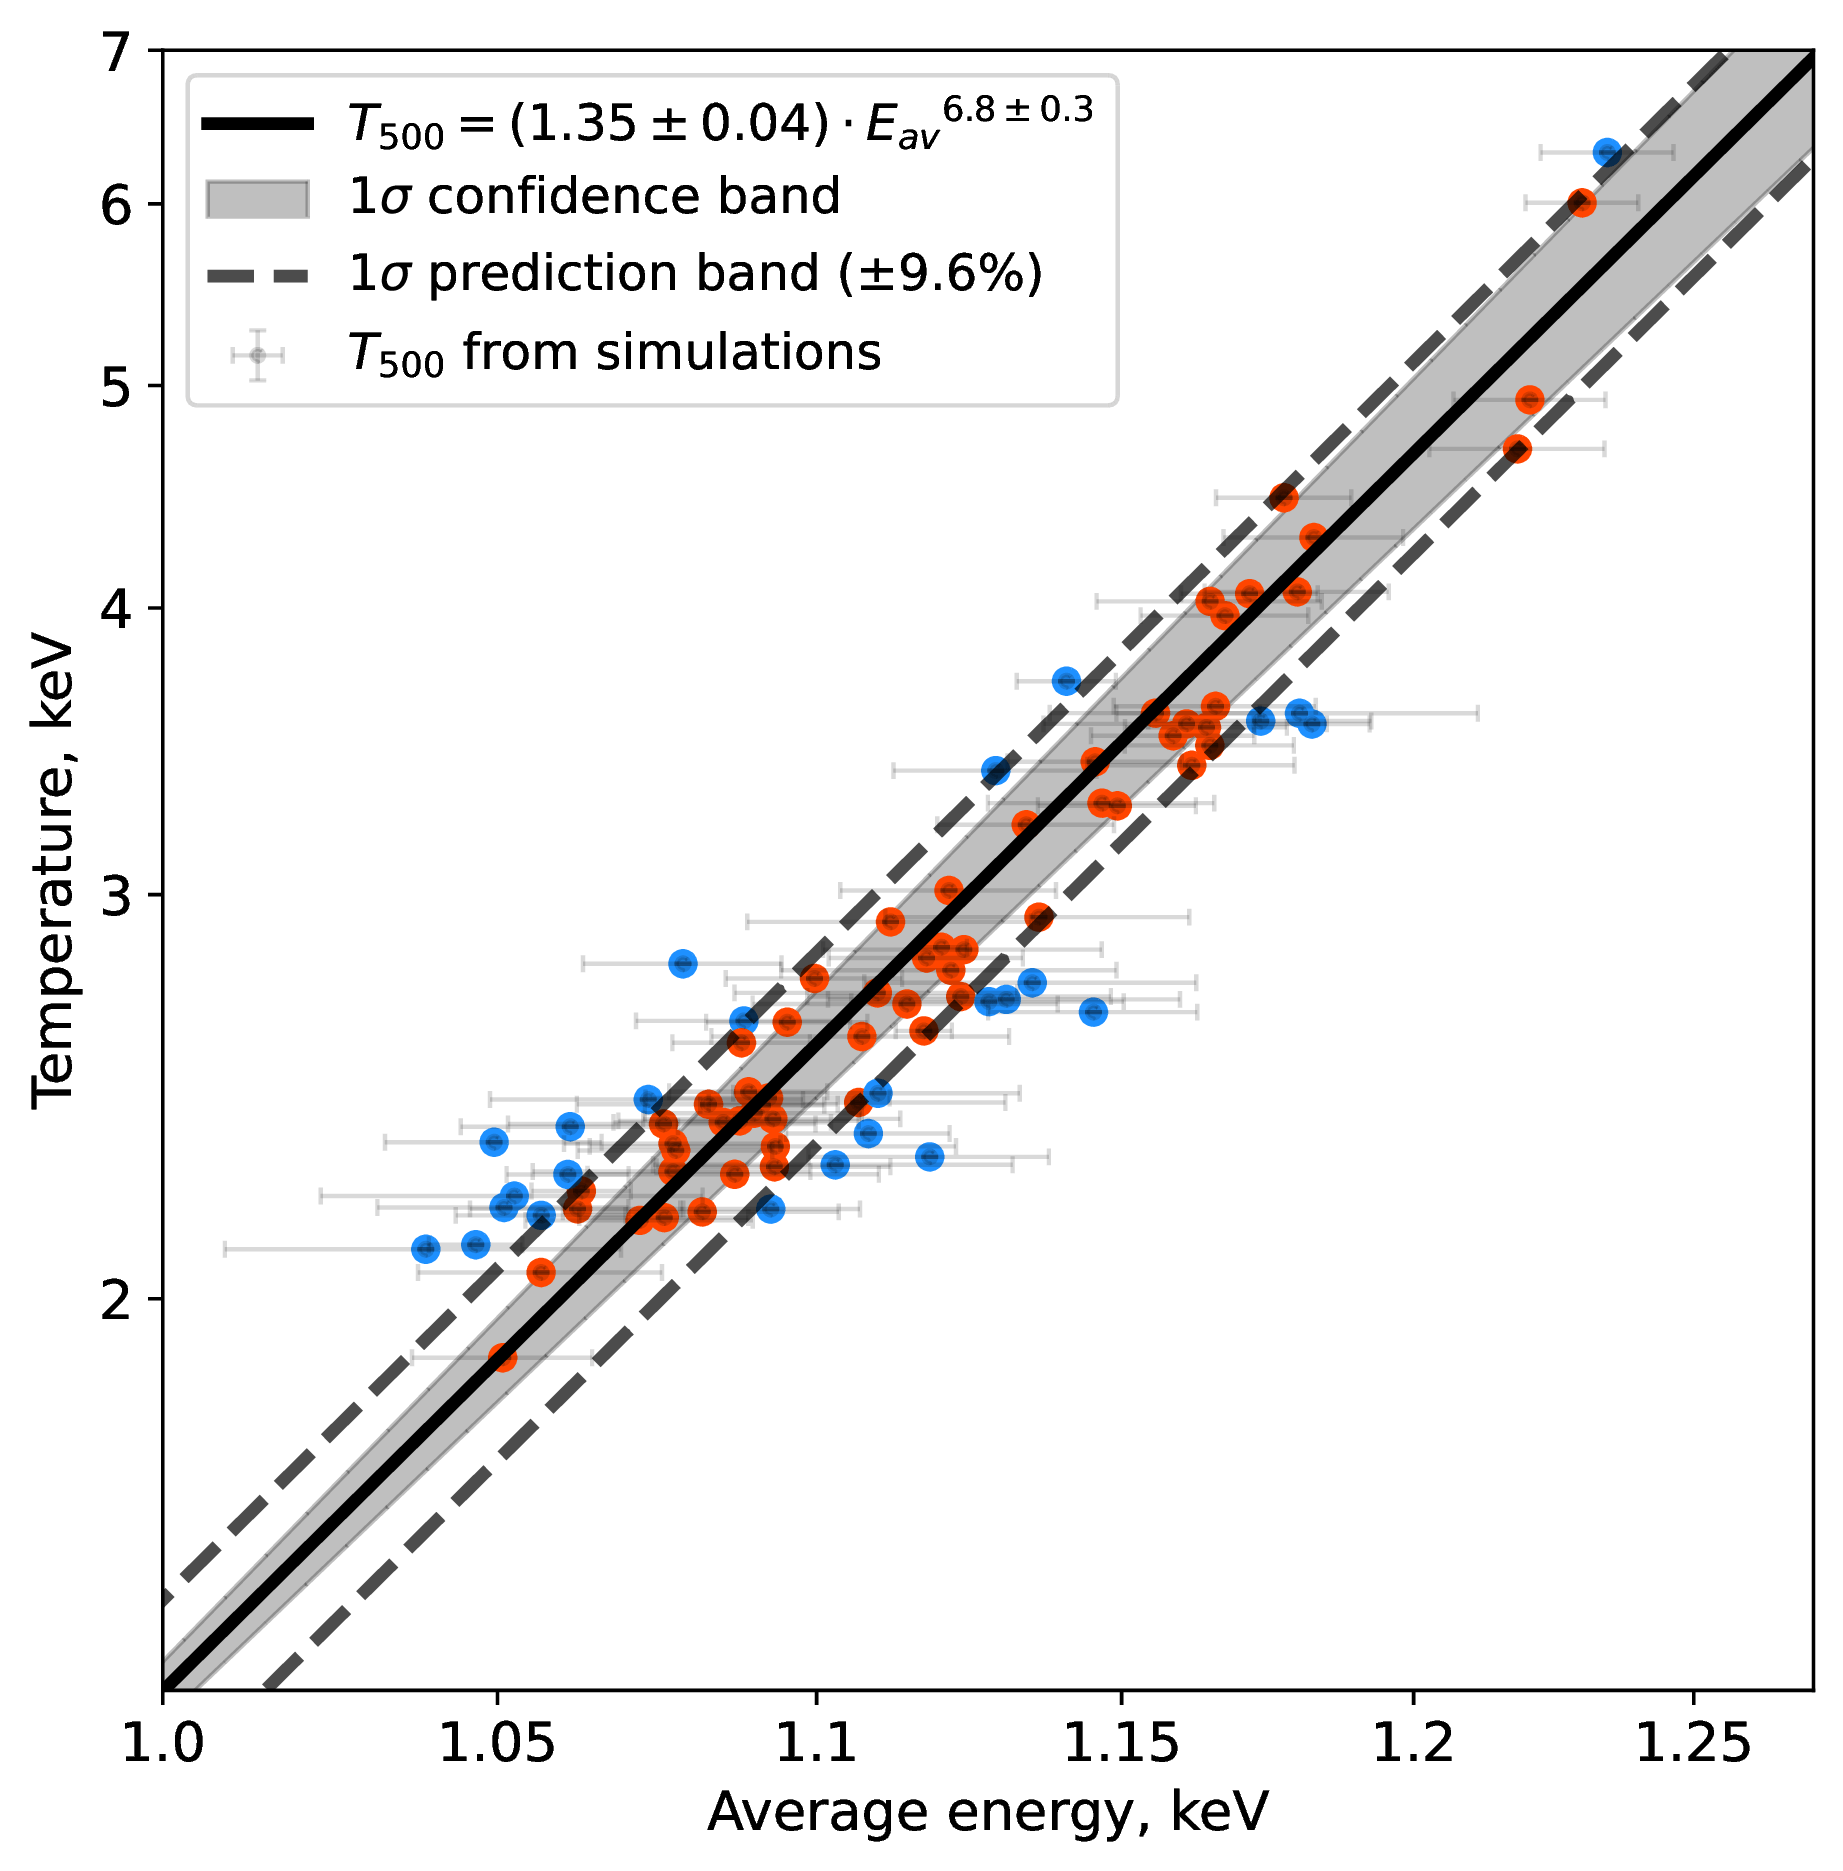 T₅₀₀ = (1.35 ± 0.04) · Eₐᵥ^6.8 ± 0.3
1σ confidence band
1σ prediction band (±9.6%)
T₅₀₀ from simulations
7
6
5
4
3
2
Temperature, keV
1.0 1.05 1.1 1.15 1.2 1.25
Average energy, keV